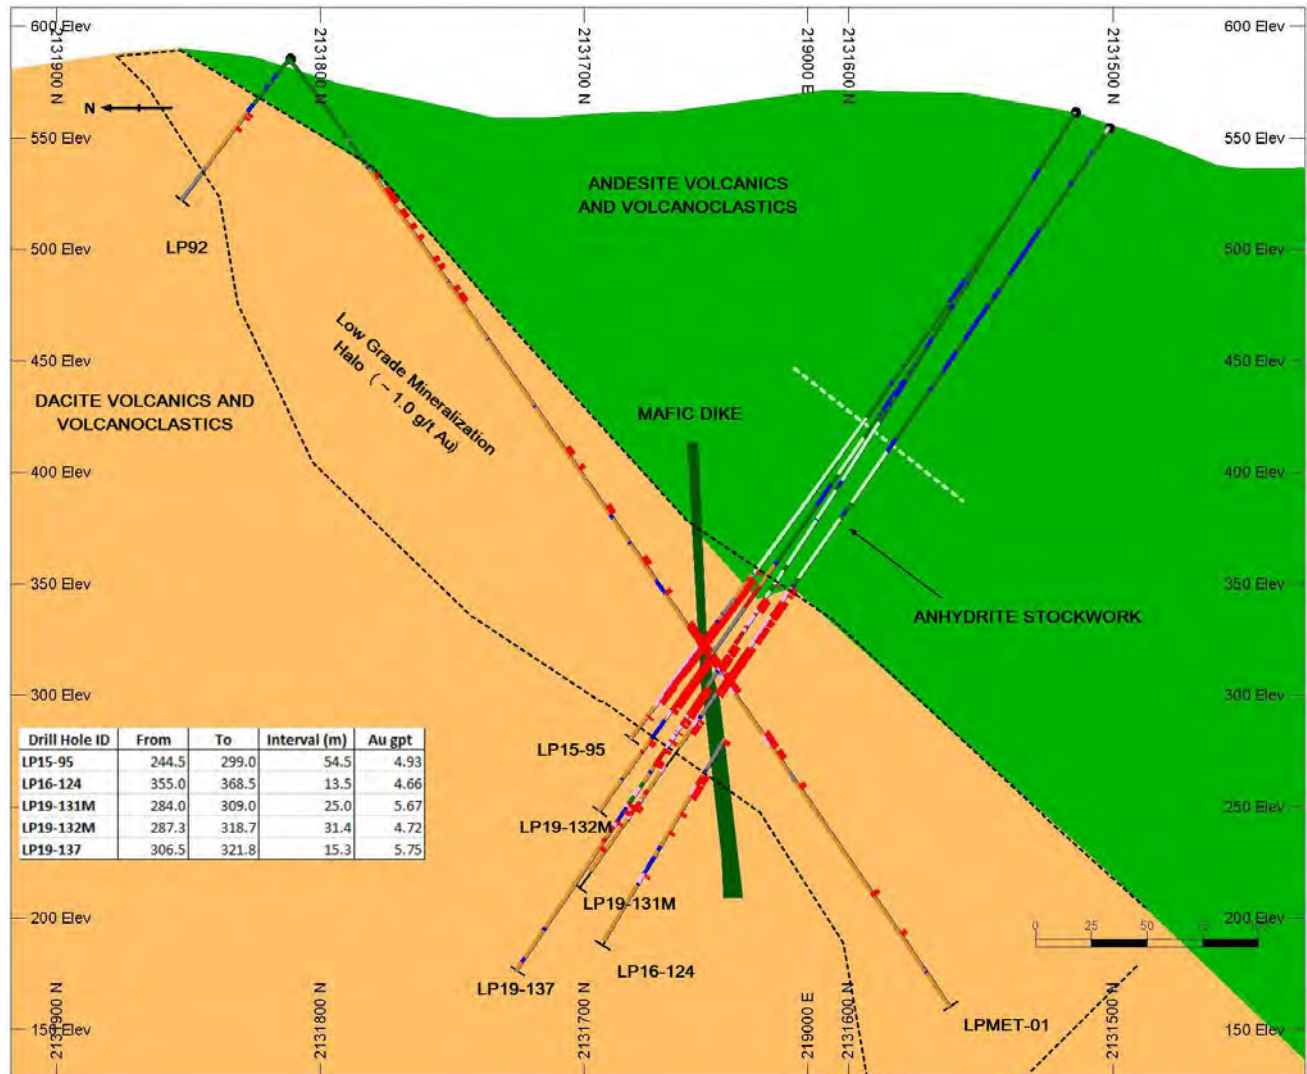 600 Elev
600 Elev
2131900 N
2131800 N
2131700 N
219000 E
2131600 N
2131500 N
N
550 Elev
550 Elev
ANDESITE VOLCANICS
AND VOLCANOCLASTICS
LP92
500 Elev
500 Elev
Low Grade Mineralization
Halo ( ~ 1.0 g/t Au)
450 Elev
450 Elev
DACITE VOLCANICS AND
VOLCANOCLASTICS
MAFIC DIKE
400 Elev
400 Elev
350 Elev
350 Elev
ANHYDRITE STOCKWORK
300 Elev
300 Elev
Drill Hole ID From To Interval (m) Au gpt
LP15-95 244.5 299.0 54.5 4.93
LP16-124 355.0 368.5 13.5 4.66
LP19-131M 284.0 309.0 25.0 5.67
LP19-132M 287.3 318.7 31.4 4.72
LP19-137 306.5 321.8 15.3 5.75
LP15-95
250 Elev
LP19-132M
LP19-131M
200 Elev
200 Elev
0 25 50
LP16-124
LP19-137
LPMET-01
150 Elev
150 Elev
2131900 N
2131800 N
2131700 N
219000 E
2131600 N
2131500 N